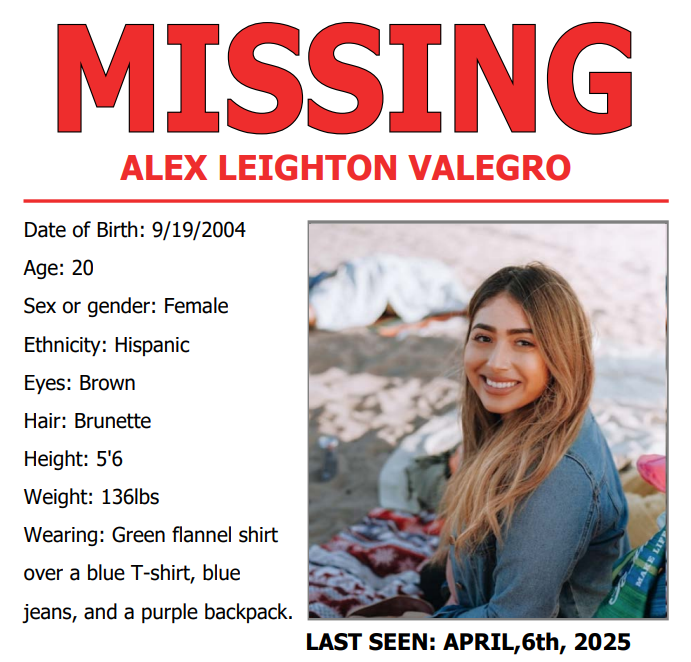 MISSING
ALEX LEIGHTON VALEGRO
Date of Birth: 9/19/2004
Age: 20
Sex or gender: Female
Ethnicity: Hispanic
Eyes: Brown
Hair: Brunette
Height: 5'6
Weight: 136lbs
Wearing: Green flannel shirt
over a blue T-shirt, blue
jeans, and a purple backpack.
MAKE LIFE
LAST SEEN: APRIL,6th, 2025